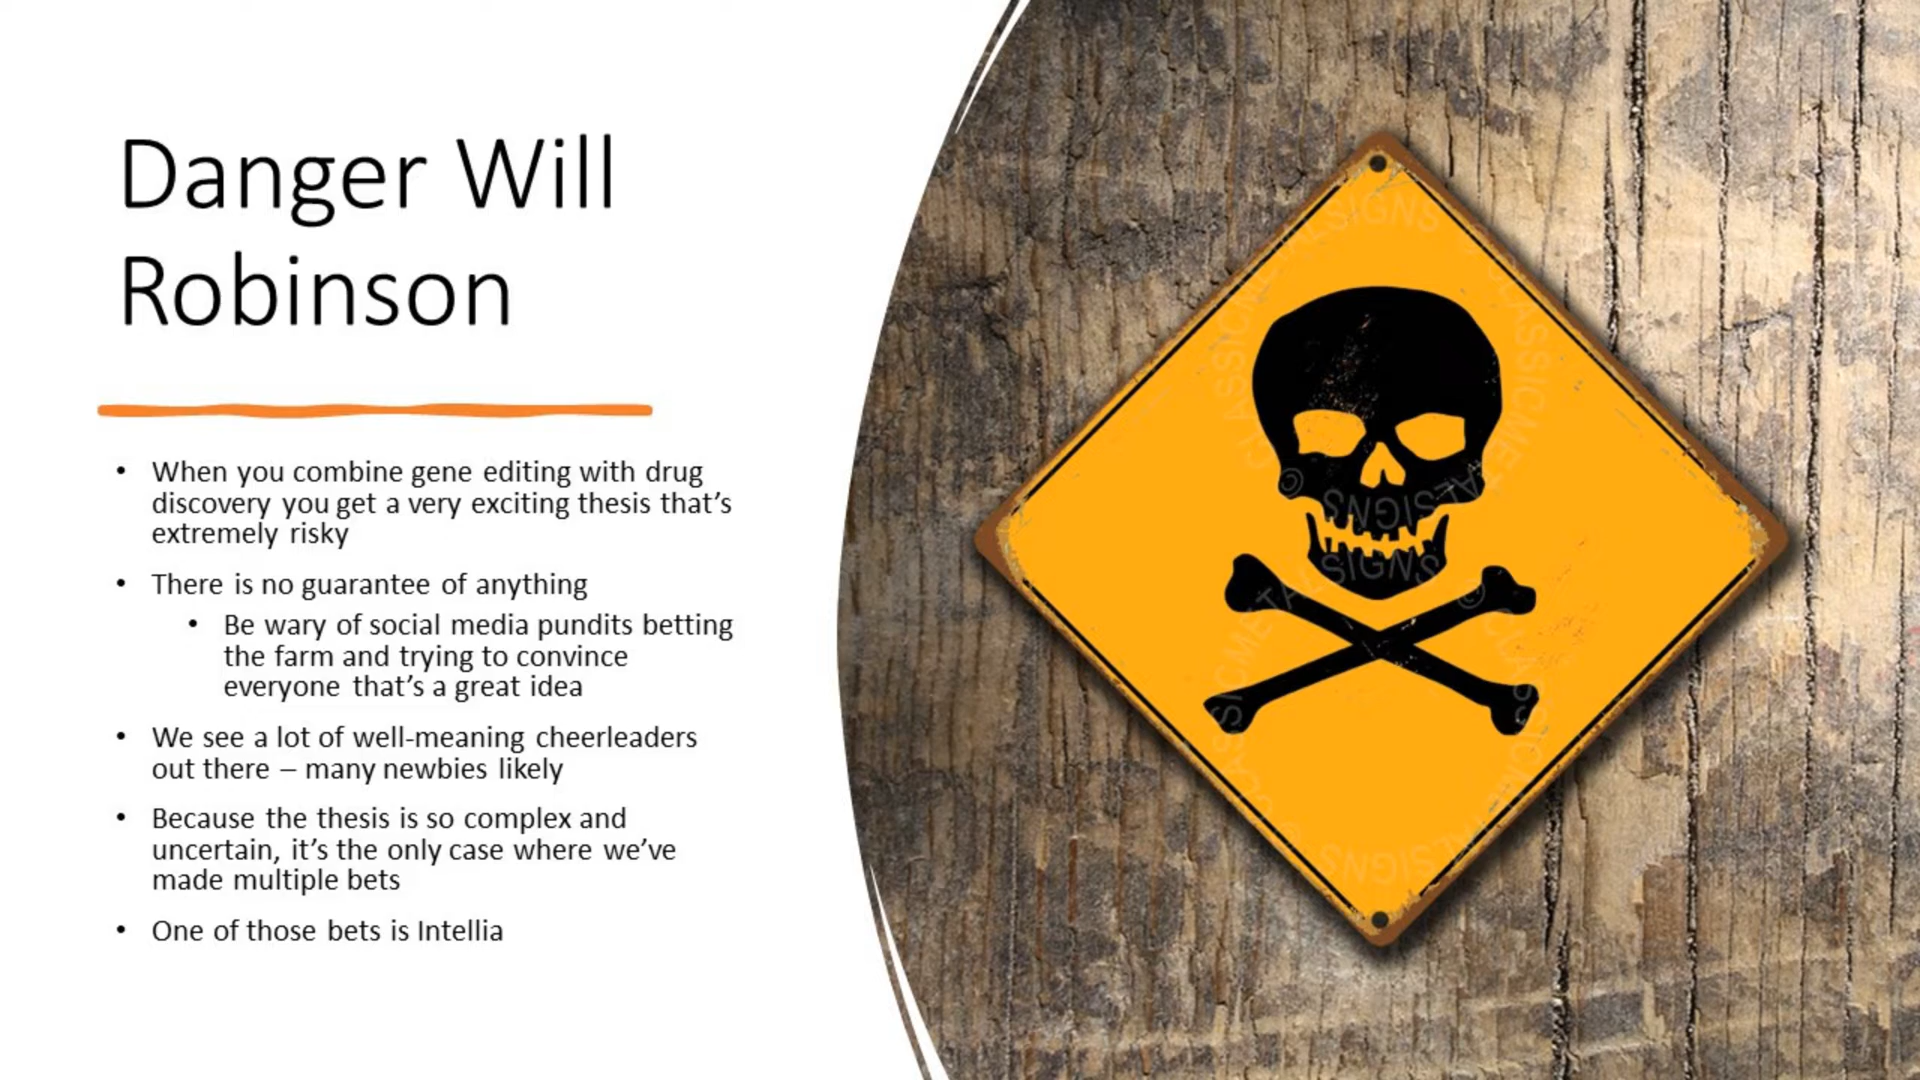 Danger Will
Robinson
• When you combine gene editing with drug
discovery you get a very exciting thesis that's
extremely risky
• There is no guarantee of anything
• Be wary of social media pundits betting
the farm and trying to convince
everyone that's a great idea
• We see a lot of well-meaning cheerleaders
out there – many newbies likely
• Because the thesis is so complex and
uncertain, it's the only case where we've
made multiple bets
• One of those bets is Intellia
© CLASSICMETALSIGNS